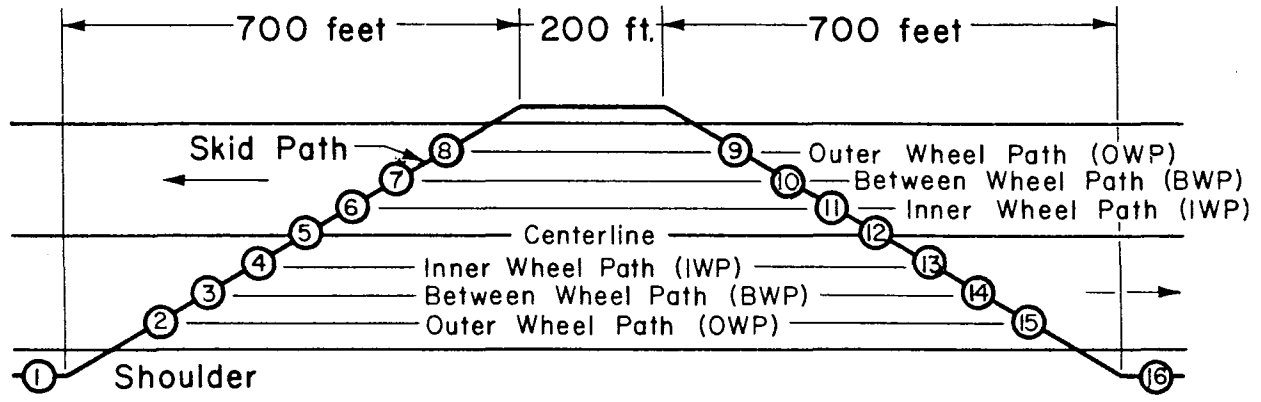 700 feet 200 ft. 700 feet
Skid Path 8 9 Outer Wheel Path (OWP)
7 10 Between Wheel Path (BWP)
6 11 Inner Wheel Path (IWP)
5 Centerline 12
4 Inner Wheel Path (IWP) 13
3 Between Wheel Path (BWP) 14
2 Outer Wheel Path (OWP) 15
1 Shoulder 16